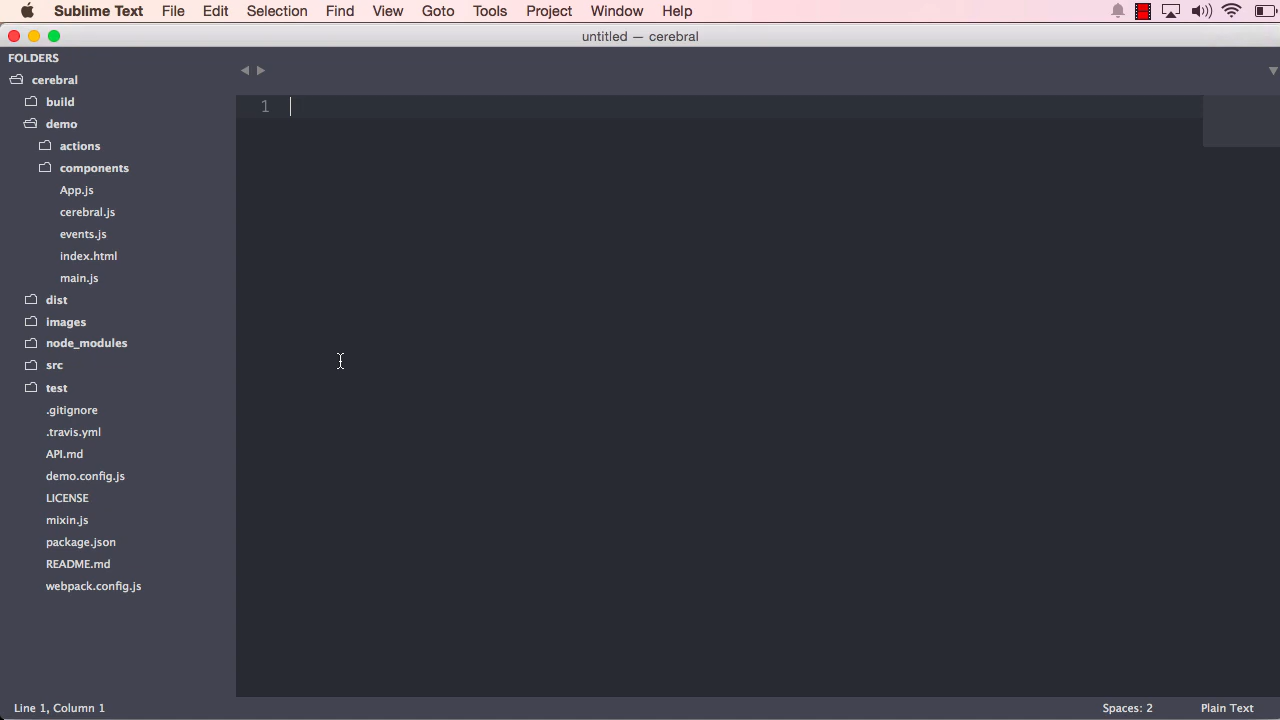 Sublime Text File Edit Selection Find View Goto Tools Project Window Help
untitled — cerebral
FOLDERS
cerebral
build
demo
actions
components
App.js
cerebral.js
events.js
index.html
main.js
dist
images
node_modules
src
test
.gitignore
.travis.yml
API.md
demo.config.js
LICENSE
mixin.js
package.json
README.md
webpack.config.js
1
Line 1, Column 1 Spaces: 2 Plain Text